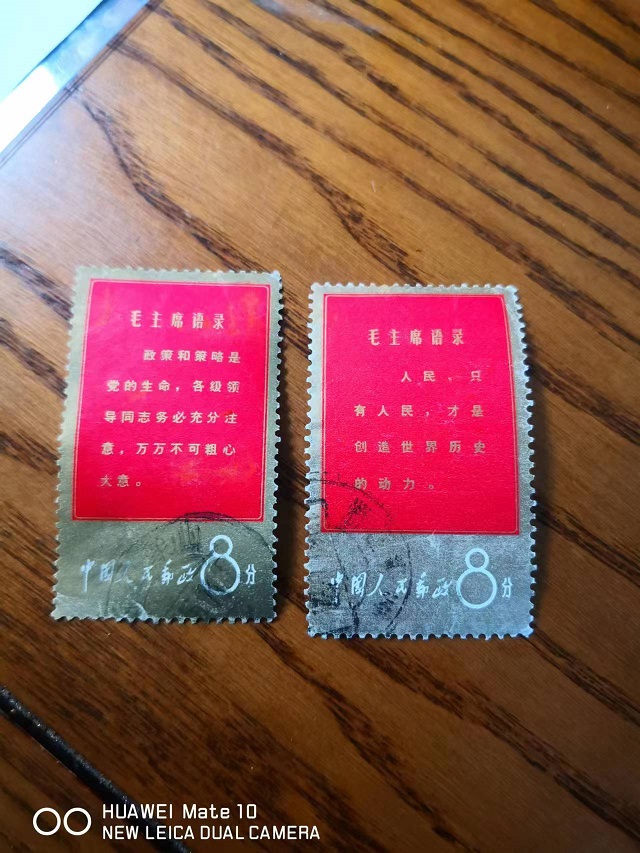 毛主席语录
政策和策略是
党的生命，各级领
导同志务必充分注
意，万万不可粗心
大意。
中国人民邮政8分
毛主席语录
人民，只
有人民，才是
创造世界历史
的动力。
中国人民邮政8分
HUAWEI Mate 10
NEW LEICA DUAL CAMERA